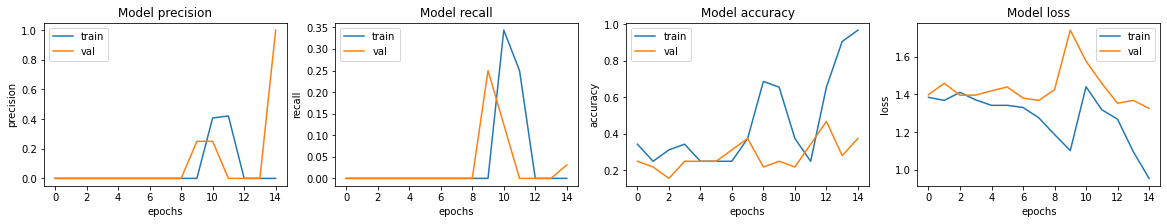 Model precision
train
val
1.0
0.8
0.6
0.4
0.2
0.0
precision
0 2 4 6 8 10 12 14
epochs
Model recall
train
val
0.35
0.30
0.25
0.20
0.15
0.10
0.05
0.00
recall
0 2 4 6 8 10 12 14
epochs
Model accuracy
train
val
1.0
0.8
0.6
0.4
0.2
accuracy
0 2 4 6 8 10 12 14
epochs
Model loss
train
val
1.6
1.4
1.2
1.0
loss
0 2 4 6 8 10 12 14
epochs